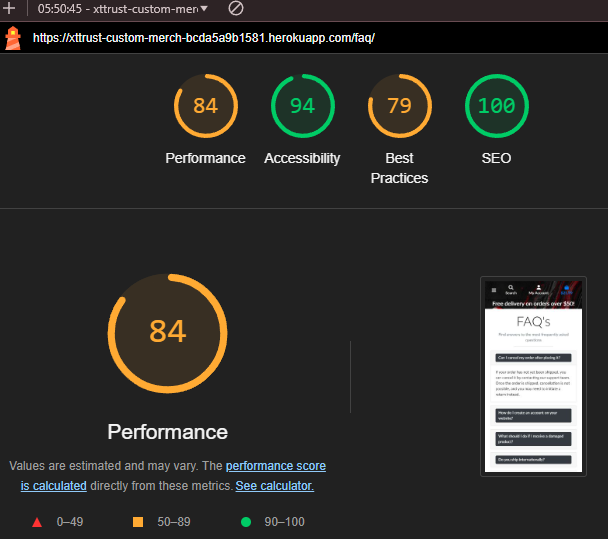 05:50:45 - xttrust-custom-mer
https://xttrust-custom-merch-bcda5a9b1581.herokuapp.com/faq/
84
94
79
100
Performance
Accessibility
Best
Practices
SEO
84
Performance
Values are estimated and may vary. The performance score
is calculated directly from these metrics. See calculator.
0–49
50–89
90–100
Search
My Account
Free delivery on orders over $50!
FAQ's
Find answers to the most frequently asked
questions
Can I cancel my order after placing it?
If your order has not yet been shipped, you
can cancel it by contacting our support team.
Once the order is shipped, cancellation is not
possible, and you may need to initiate a
return instead.
How do I create an account on your
website?
What should I do if I receive a damaged
product?
Do you ship internationally?